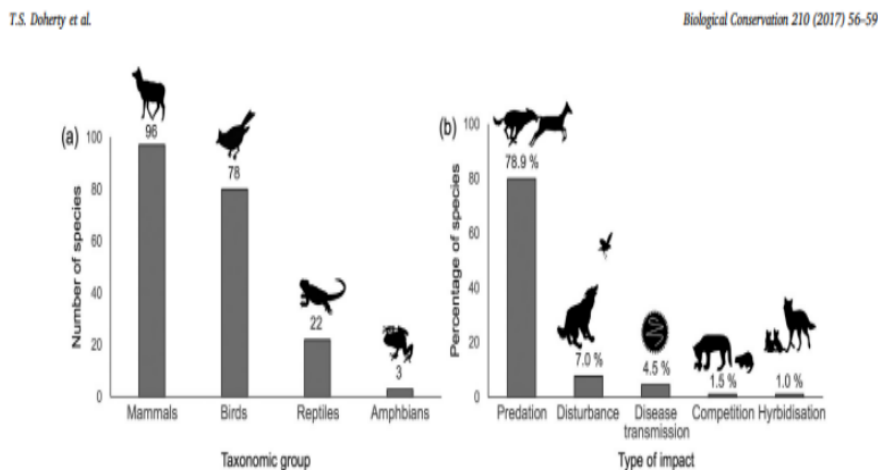 T.S. Doherty et al.
Biological Conservation 210 (2017) 56–59
(a)
Number of species
100
80
60
40
20
0
96
78
22
3
Mammals
Birds
Reptiles
Amphbians
Taxonomic group
(b)
Percentage of species
100
80
60
40
20
0
78.9 %
7.0 %
4.5 %
1.5 %
1.0 %
Predation
Disturbance
Disease
transmission
Competition
Hyrbidisation
Type of impact